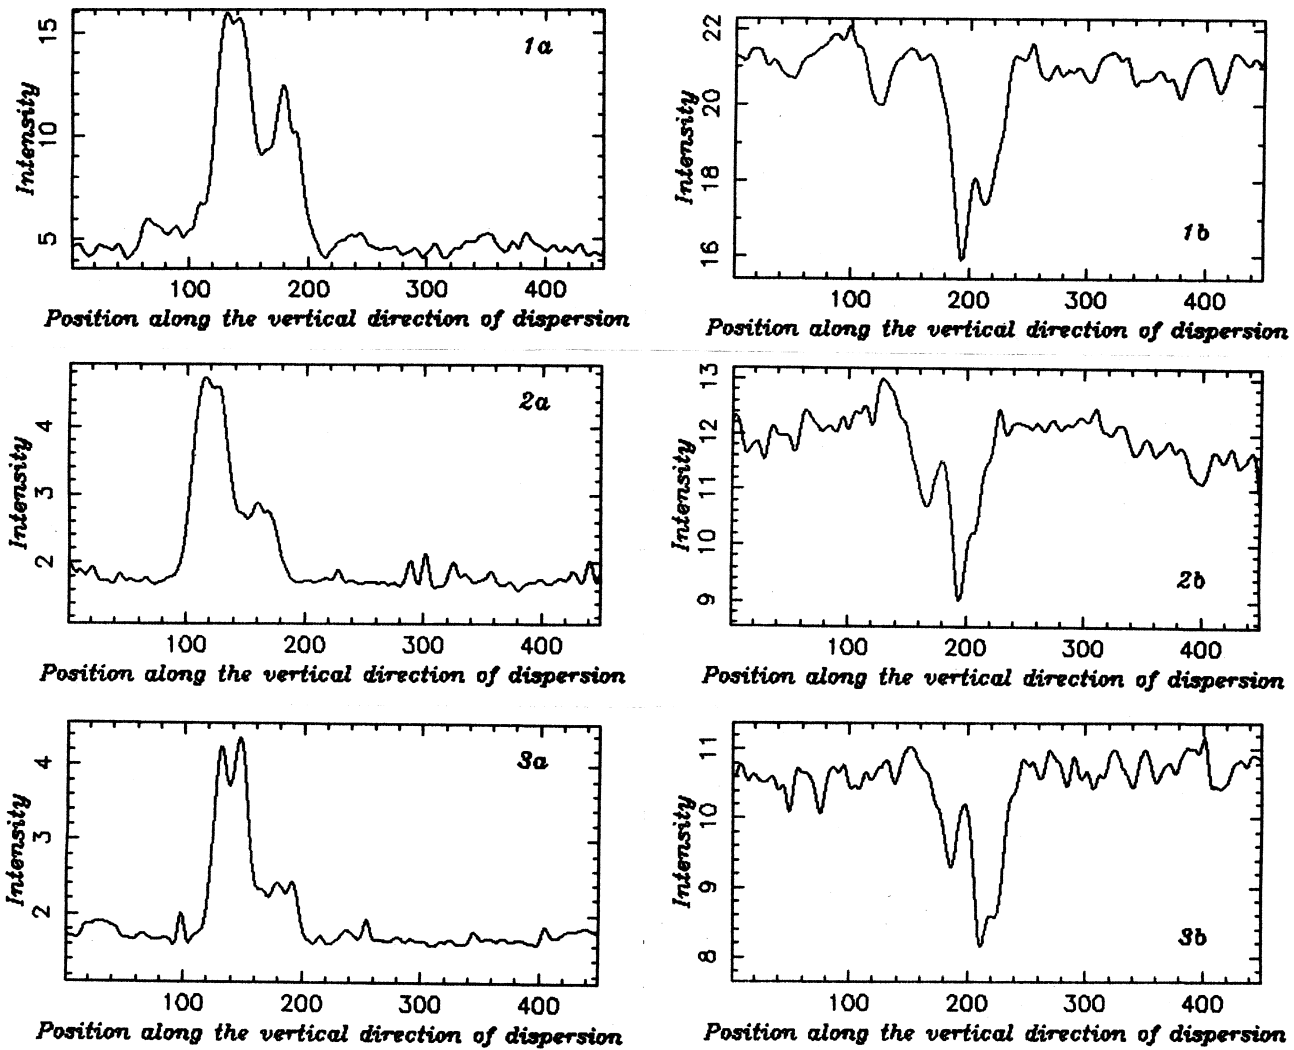 1a
Intensity
15
10
5
100 200 300 400
Position along the vertical direction of dispersion
1b
Intensity
22
20
18
16
100 200 300 400
Position along the vertical direction of dispersion
2a
Intensity
4
3
2
100 200 300 400
Position along the vertical direction of dispersion
2b
Intensity
13
12
11
10
9
100 200 300 400
Position along the vertical direction of dispersion
3a
Intensity
4
3
2
100 200 300 400
Position along the vertical direction of dispersion
3b
Intensity
11
10
9
8
100 200 300 400
Position along the vertical direction of dispersion